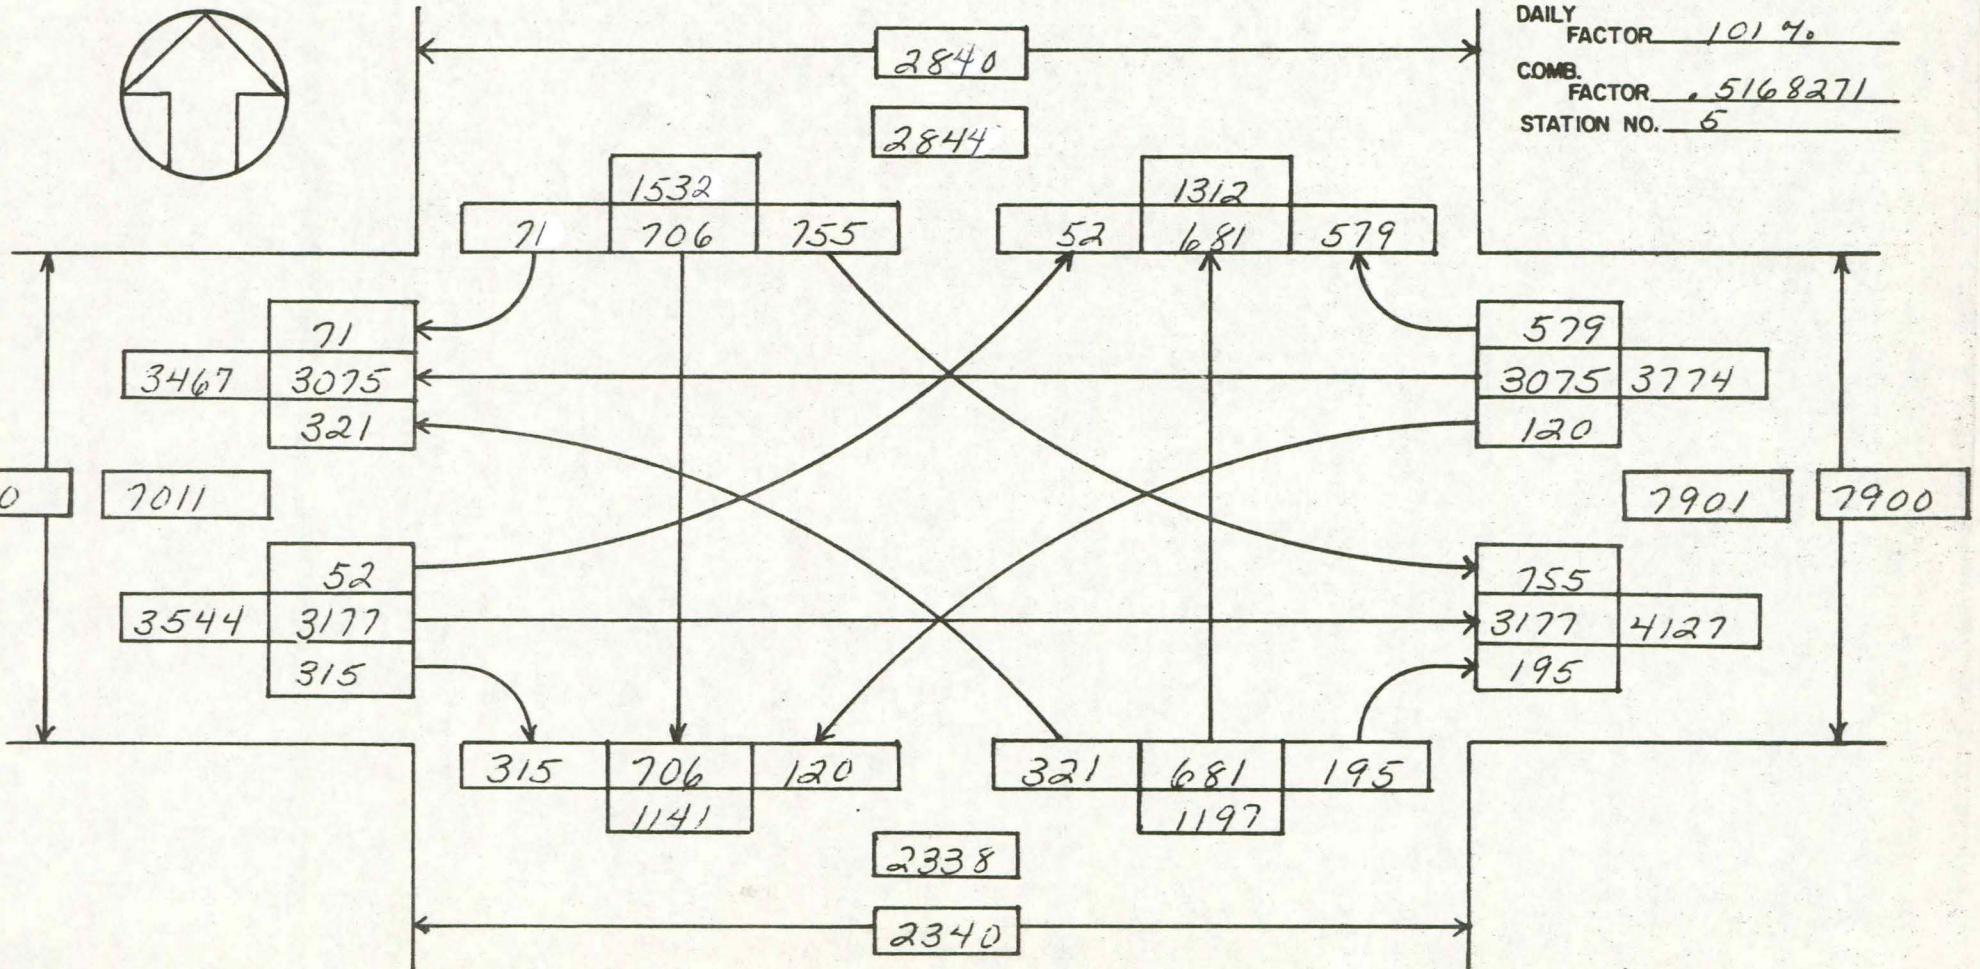 DAILY
FACTOR 101 %
2840
COMB.
FACTOR .5168271
STATION NO. 5
2844
1532
1312
71 706 755
52 681 579
71
579
3467 3075
3075 3774
321
120
0 7011
7901 7900
52
755
3544 3177
3177 4127
315
195
315 706 120
321 681 195
1141
1197
2338
2340